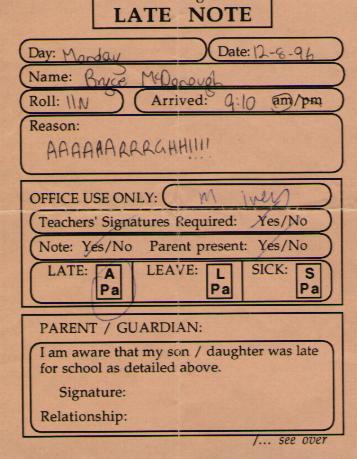 LATE NOTE
Day: Monday Date: 12-8-96
Name: Bryce McDonough
Roll: 11N Arrived: 9:10 am/pm
Reason:
AAAAAARRRGHH!!!!
OFFICE USE ONLY: M
Teachers' Signatures Required: Yes/No
Note: Yes/No Parent present: Yes/No
LATE: A Pa LEAVE: L Pa SICK: S Pa
PARENT / GUARDIAN:
I am aware that my son / daughter was late
for school as detailed above.
Signature:
Relationship:
/... see over